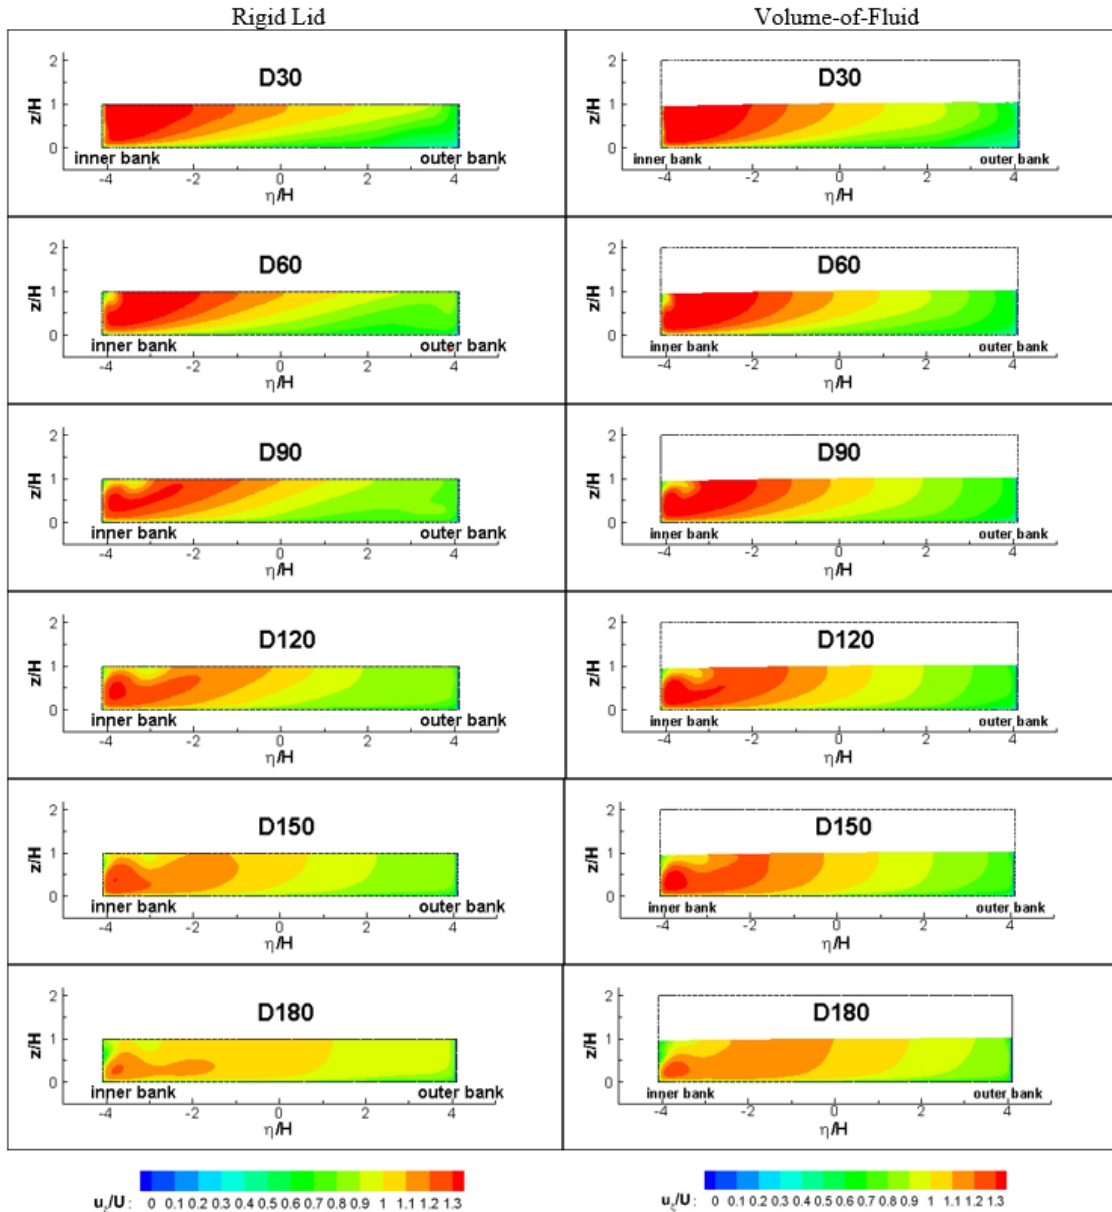 Rigid Lid Volume-of-Fluid
D30
z/H
2
1
0
inner bank outer bank
-4 -2 0 2 4
η/H
D30
z/H
2
1
0
inner bank outer bank
-4 -2 0 2 4
η/H
D60
z/H
2
1
0
inner bank outer bank
-4 -2 0 2 4
η/H
D60
z/H
2
1
0
inner bank outer bank
-4 -2 0 2 4
η/H
D90
z/H
2
1
0
inner bank outer bank
-4 -2 0 2 4
η/H
D90
z/H
2
1
0
inner bank outer bank
-4 -2 0 2 4
η/H
D120
z/H
2
1
0
inner bank outer bank
-4 -2 0 2 4
η/H
D120
z/H
2
1
0
inner bank outer bank
-4 -2 0 2 4
η/H
D150
z/H
2
1
0
inner bank outer bank
-4 -2 0 2 4
η/H
D150
z/H
2
1
0
inner bank outer bank
-4 -2 0 2 4
η/H
D180
z/H
2
1
0
inner bank outer bank
-4 -2 0 2 4
η/H
D180
z/H
2
1
0
inner bank outer bank
-4 -2 0 2 4
η/H
u_ξ/U: 0 0.1 0.2 0.3 0.4 0.5 0.6 0.7 0.8 0.9 1 1.1 1.2 1.3
u_ξ/U: 0 0.1 0.2 0.3 0.4 0.5 0.6 0.7 0.8 0.9 1 1.1 1.2 1.3